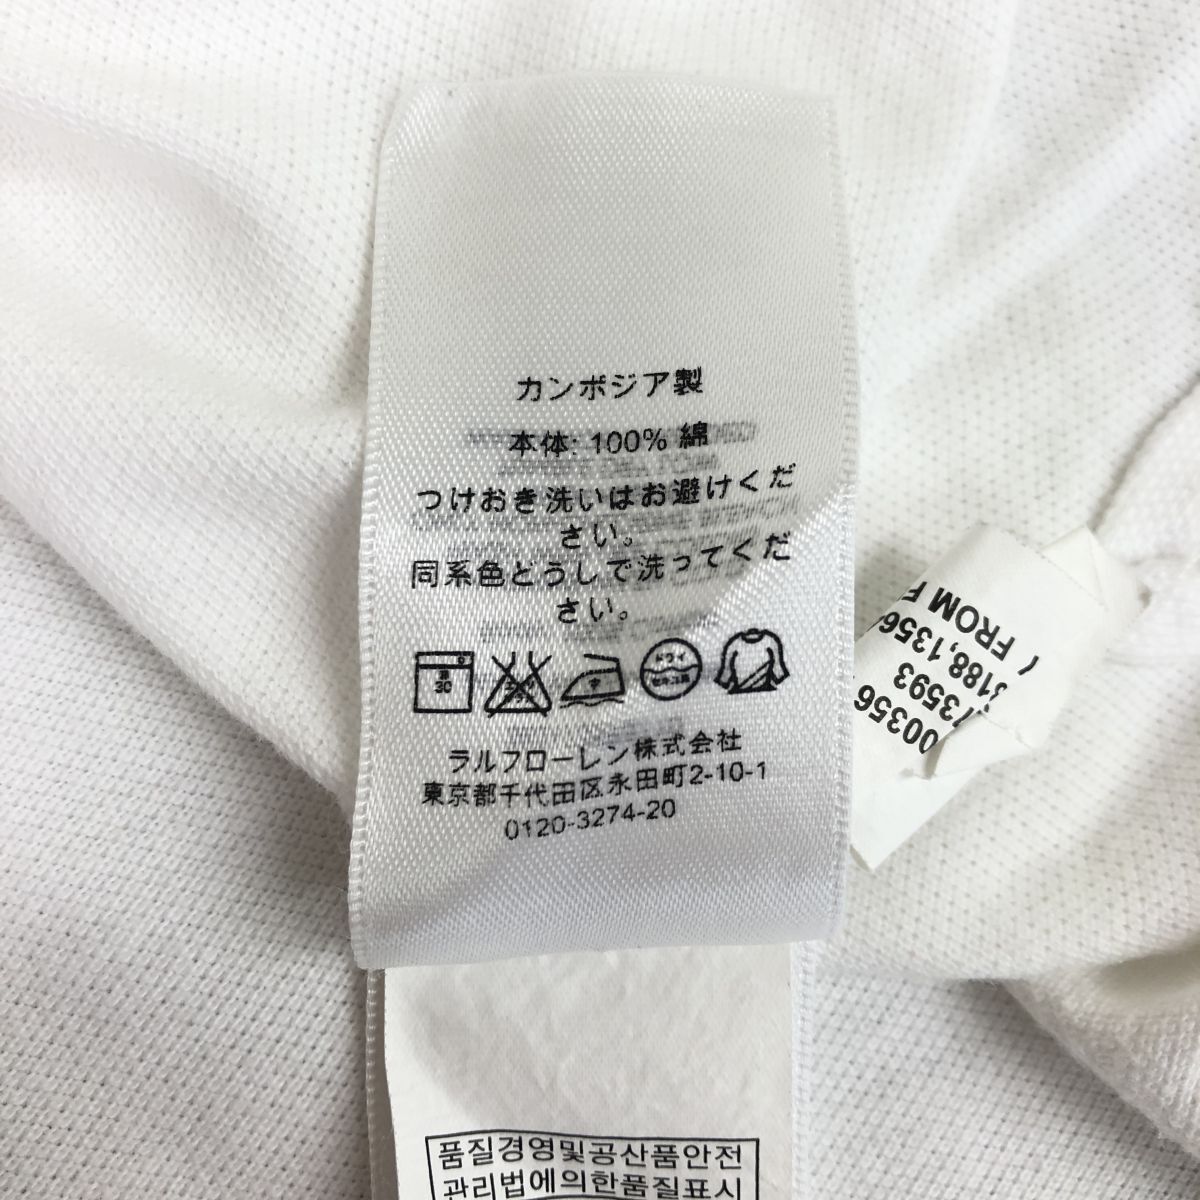 カンボジア製
本体: 100% 綿
つけおき洗いはお避けくだ
さい。
同系色どうしで洗ってくだ
さい。
30
ドライ
ラルフローレン株式会社
東京都千代田区永田町2-10-1
0120-3274-20
품질경영및공산품안전
관리법에의한품질표시
00356
13593
3188,1356
/ FROM F